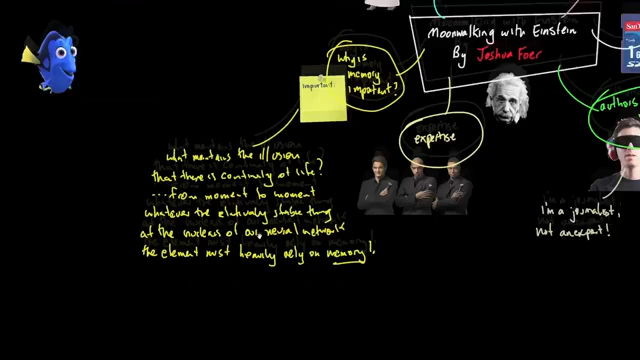 Moonwalking with Einstein
By Joshua Foer
why is
memory
important?
important!
expertise
authors
what maintains the illusion
that there is continuity of life?
...from moment to moment
whatever the relatively stable thing
at the nucleus of our neural network
the element must heavily rely on memory!
I'm a journalist,
not an expert!